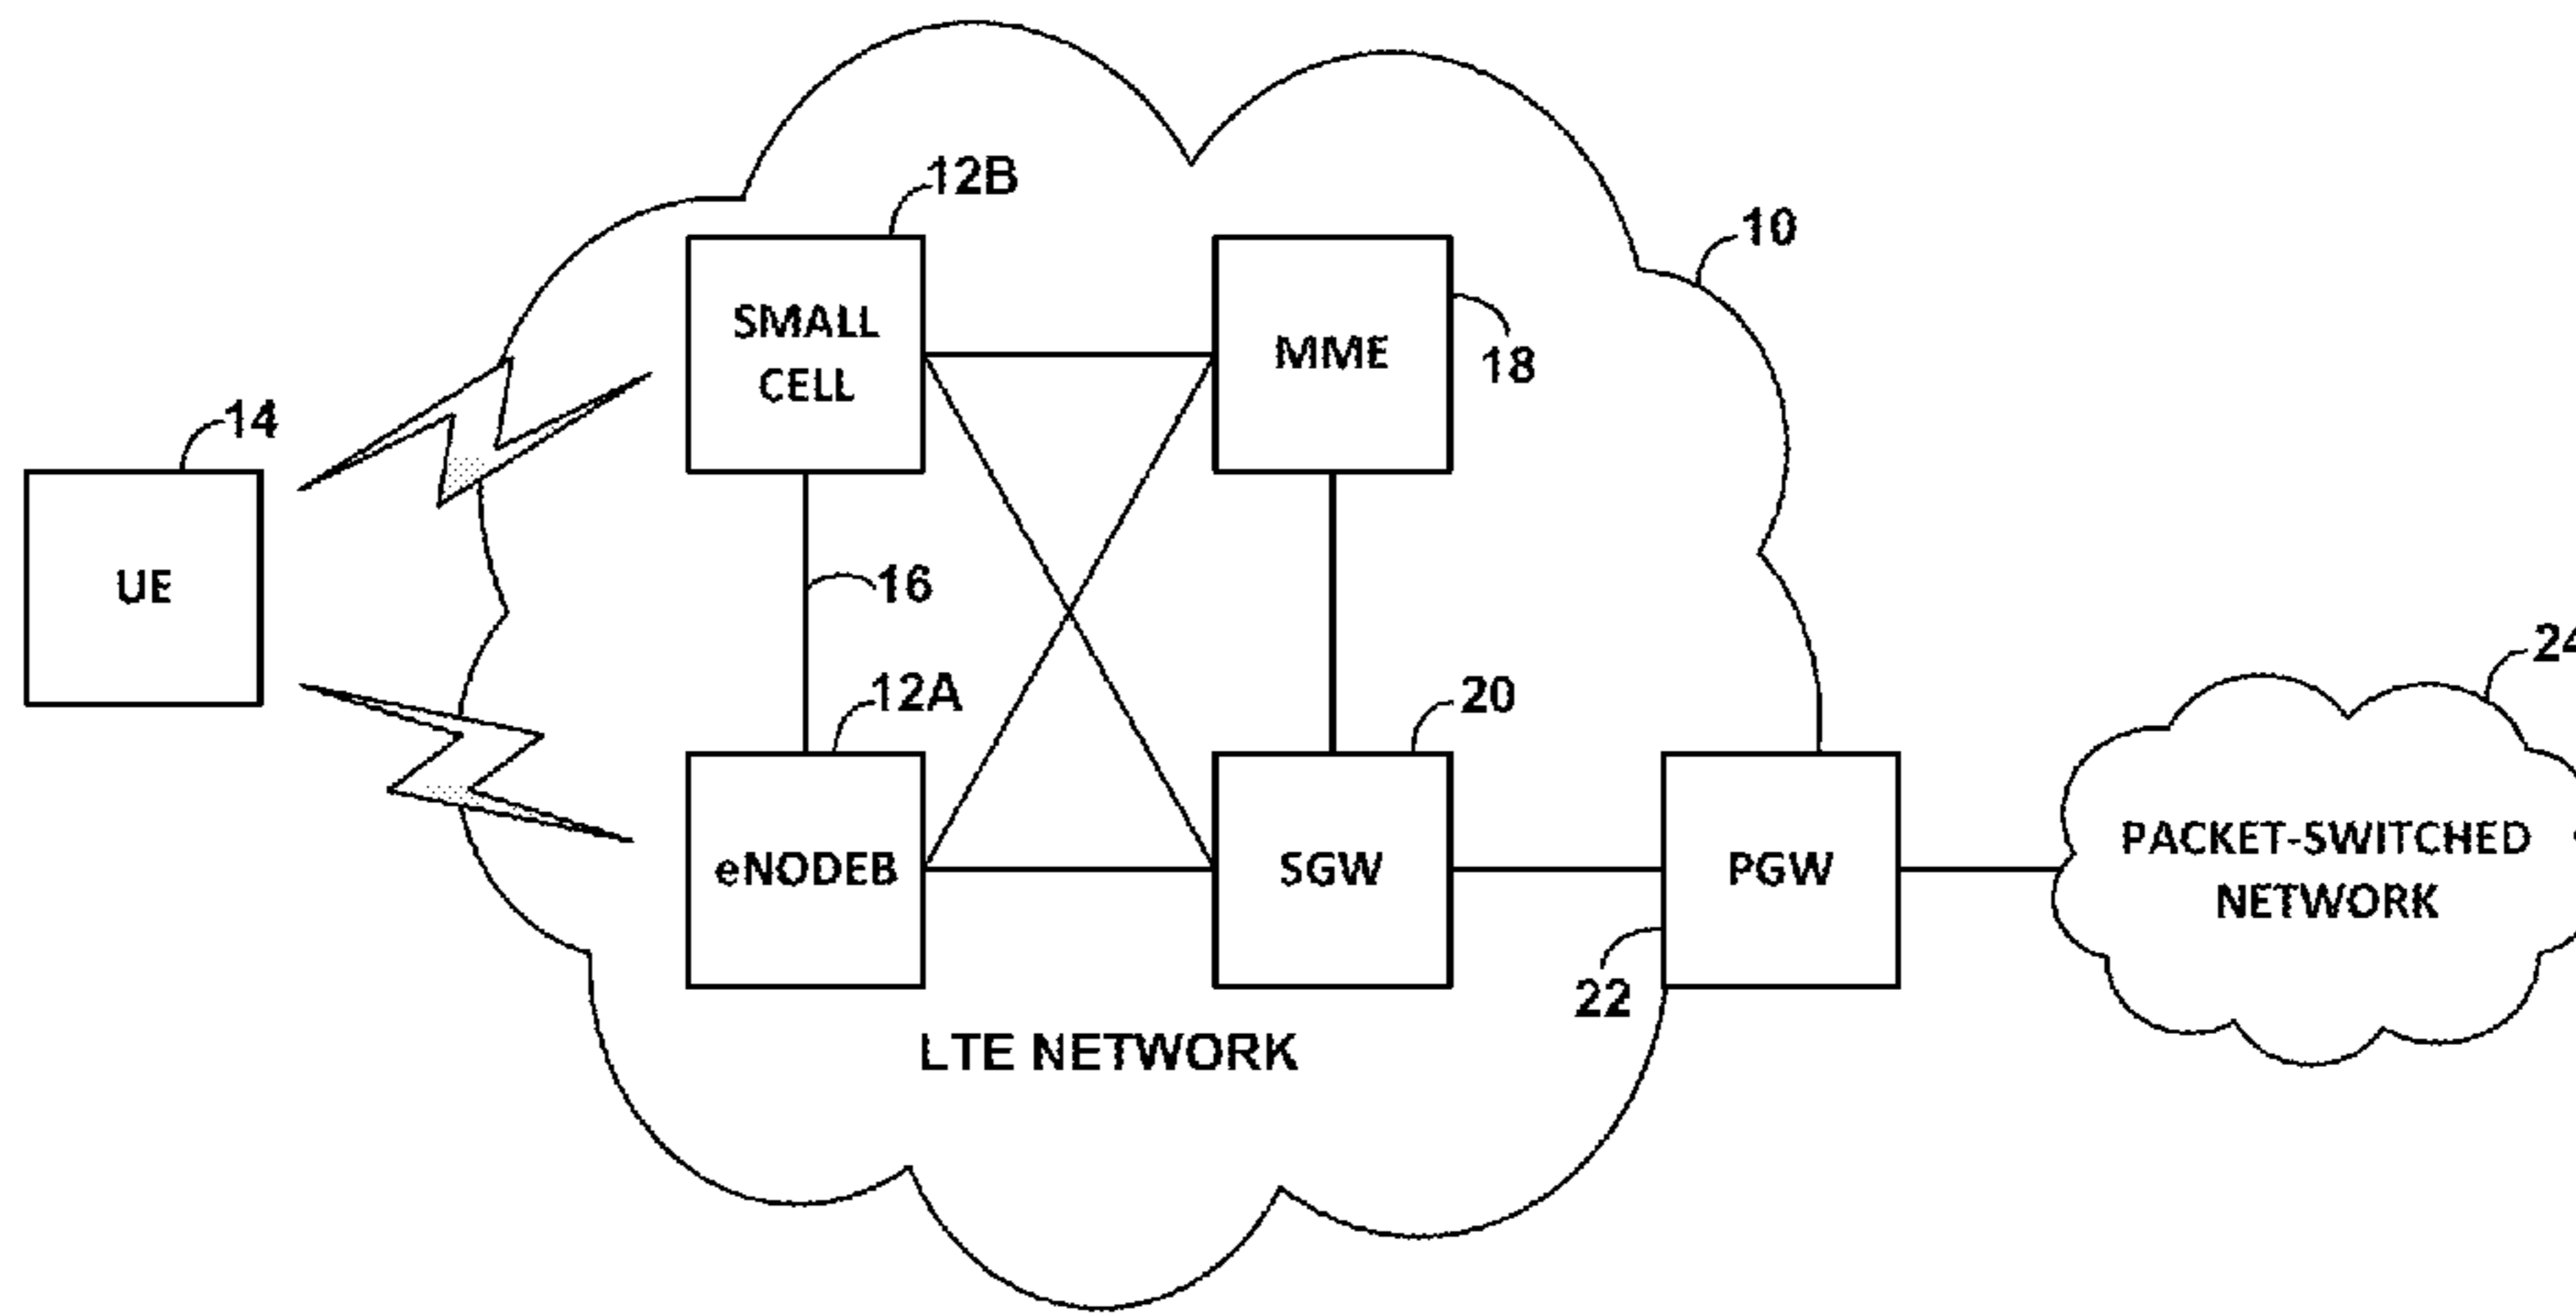 12B
10
SMALL
CELL
MME
18
14
UE
16
12A
20
24
eNODEB
SGW
PGW
PACKET-SWITCHED
NETWORK
22
LTE NETWORK